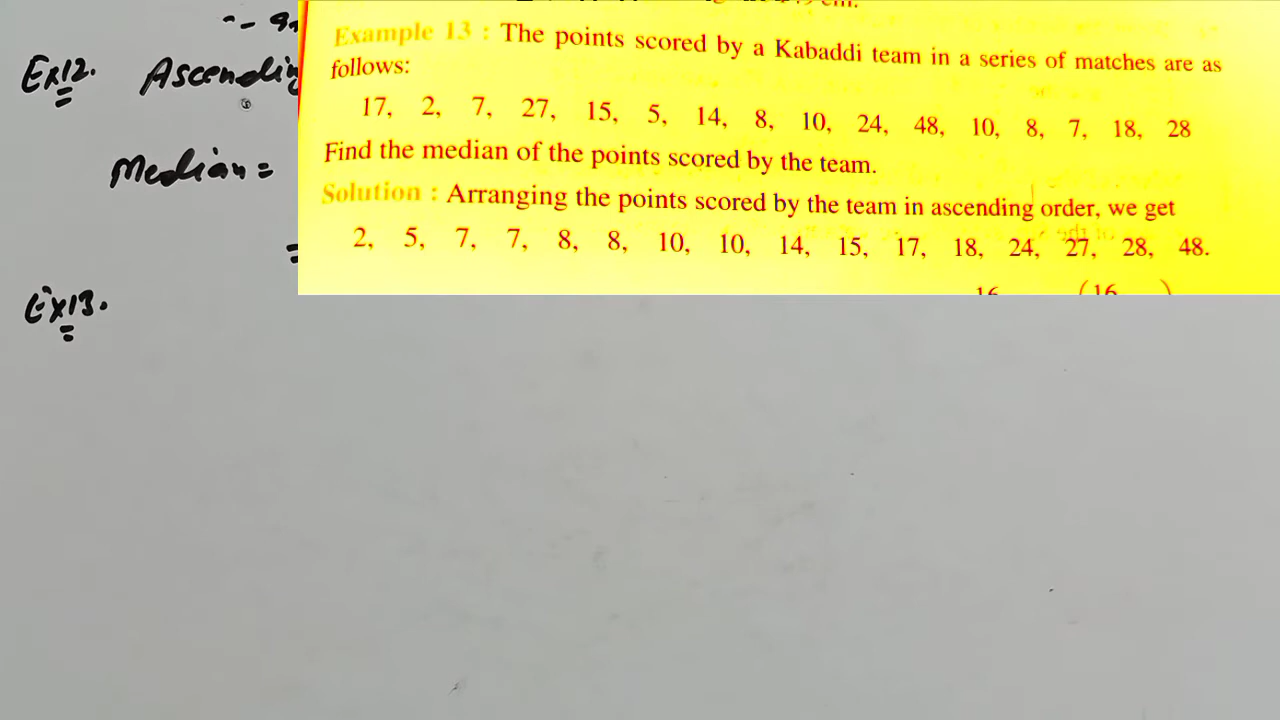 cm.
Ex12. Ascendin
Median =
=
Example 13 : The points scored by a Kabaddi team in a series of matches are as
follows:
17, 2, 7, 27, 15, 5, 14, 8, 10, 24, 48, 10, 8, 7, 18, 28
Find the median of the points scored by the team.
Solution : Arranging the points scored by the team in ascending order, we get
2, 5, 7, 7, 8, 8, 10, 10, 14, 15, 17, 18, 24, 27, 28, 48.
16 (16 )
Ex13.